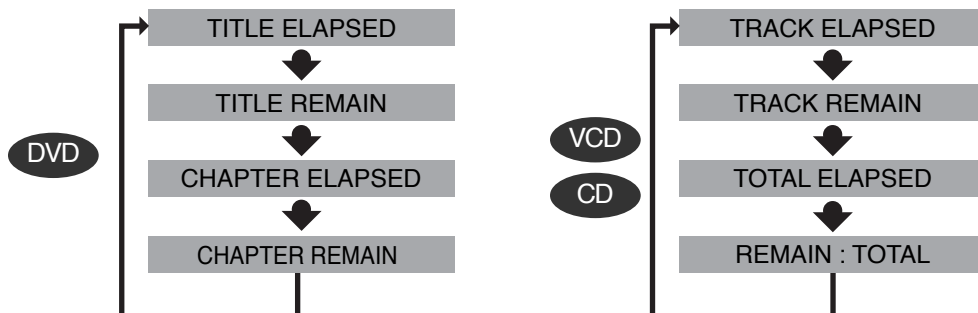 TITLE ELAPSED
TITLE REMAIN
DVD
CHAPTER ELAPSED
CHAPTER REMAIN
TRACK ELAPSED
TRACK REMAIN
VCD
CD
TOTAL ELAPSED
REMAIN : TOTAL